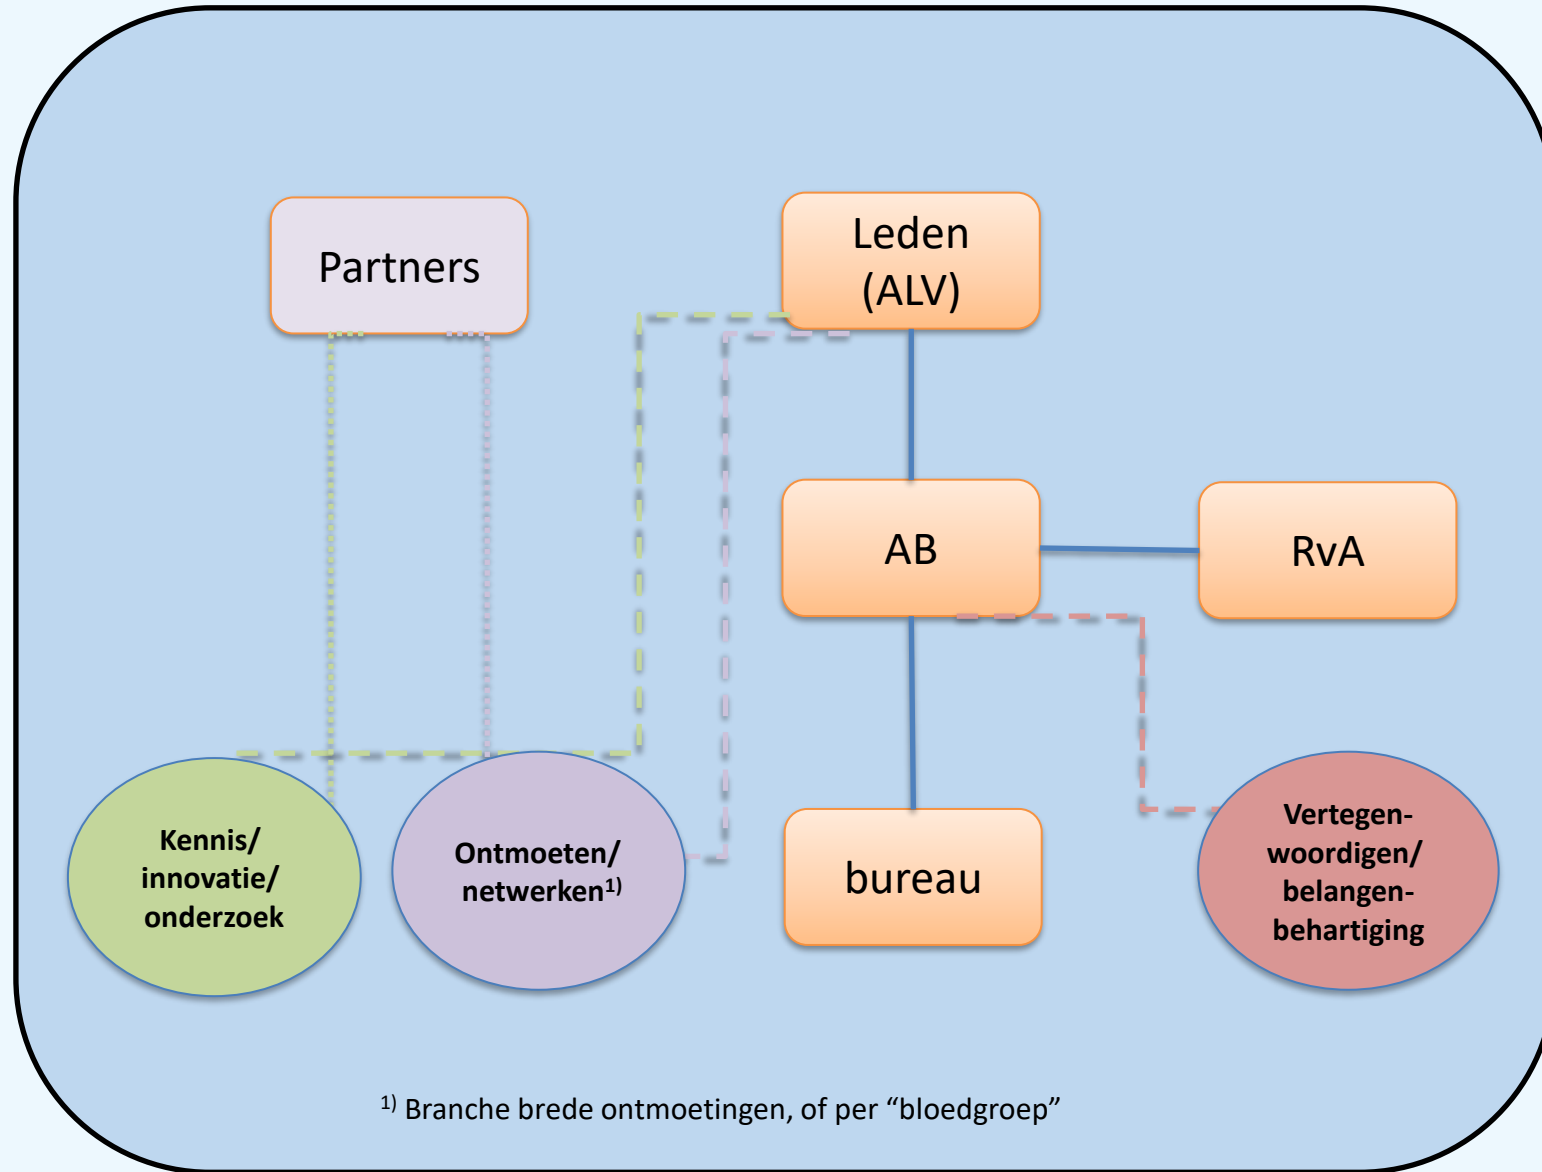 Partners
Leden
(ALV)
AB
RvA
Kennis/
innovatie/
onderzoek
Ontmoeten/
netwerken¹⁾
bureau
Vertegen-
woordigen/
belangen-
behartiging
¹⁾ Branche brede ontmoetingen, of per “bloedgroep”